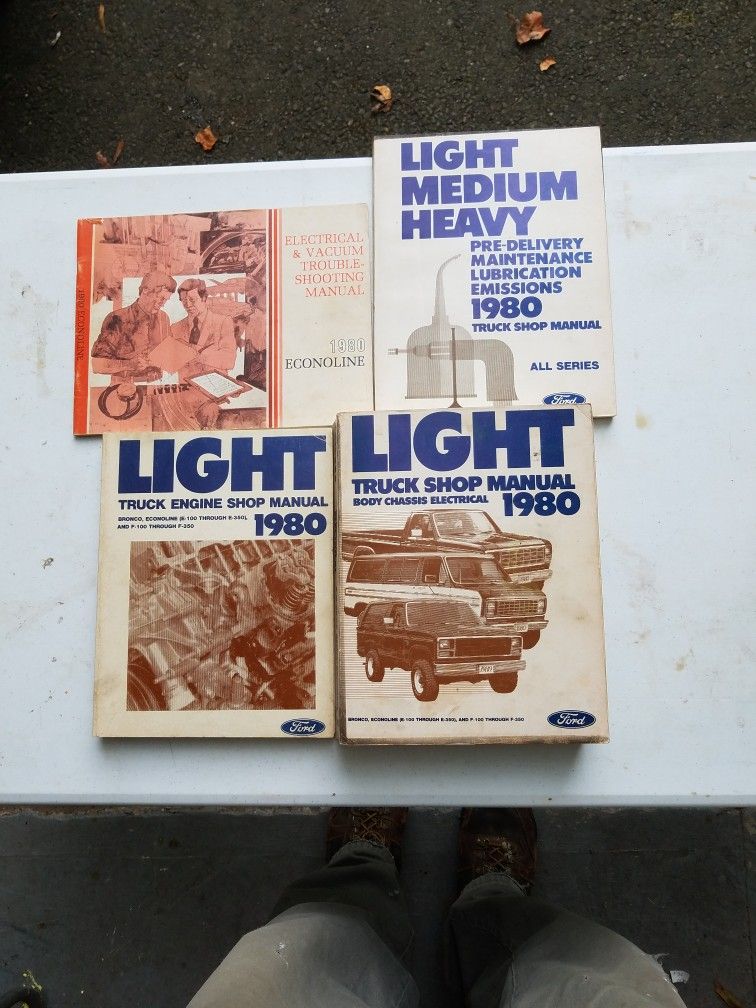 ELECTRICAL
& VACUUM
TROUBLE-
SHOOTING
MANUAL
1980
ECONOLINE
1980 ECONOLINE
LIGHT
MEDIUM
HEAVY
PRE-DELIVERY
MAINTENANCE
LUBRICATION
EMISSIONS
1980
TRUCK SHOP MANUAL
ALL SERIES
Ford
LIGHT
TRUCK ENGINE SHOP MANUAL
BRONCO, ECONOLINE (E-100 THROUGH E-350),
AND F-100 THROUGH F-350
1980
Ford
LIGHT
TRUCK SHOP MANUAL
BODY CHASSIS ELECTRICAL
1980
BRONCO, ECONOLINE (E-100 THROUGH E-350), AND F-100 THROUGH F-350
Ford